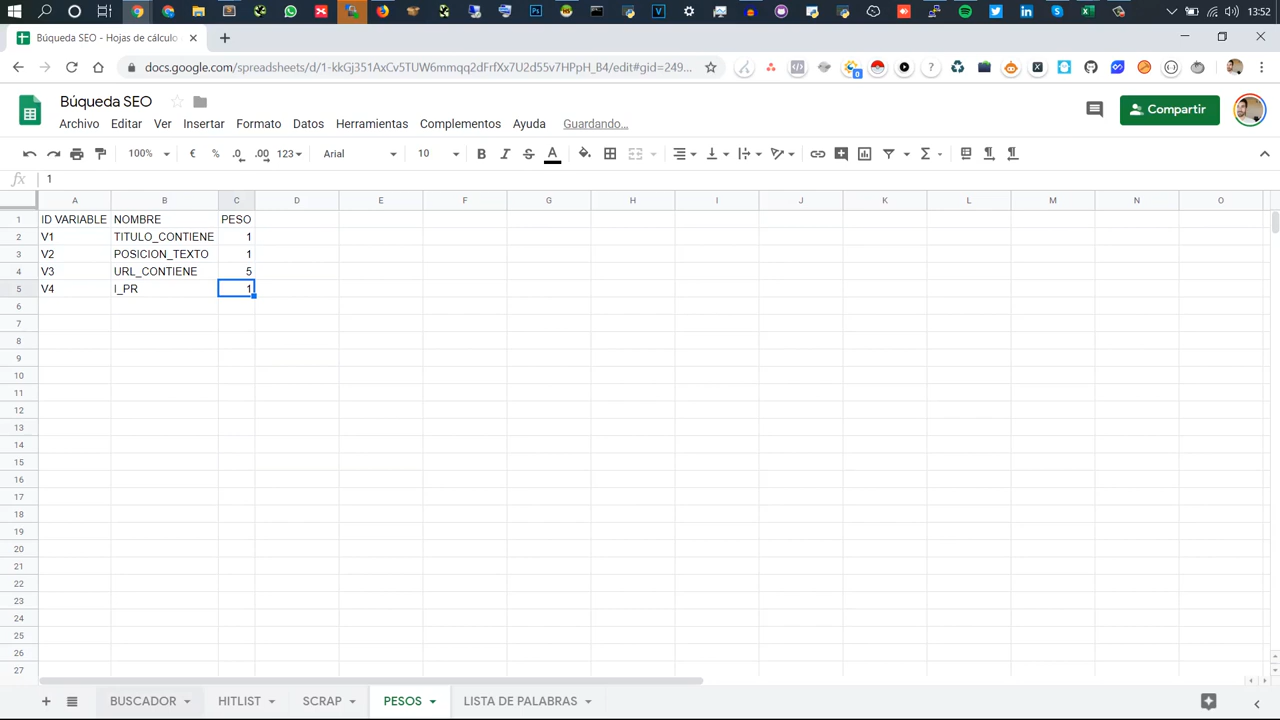 13:52
Búqueda SEO - Hojas de cálculo
docs.google.com/spreadsheets/d/1-kkGj351AxCv5TUW6mmqq2dFrfXx7U2d55v7HPpH_B4/edit#gid=249...
Búqueda SEO
Compartir
Archivo Editar Ver Insertar Formato Datos Herramientas Complementos Ayuda Guardando...
100% € % .0 .00 123 Arial 10
fx 1
A B C D E F G H I J K L M N O
1 ID VARIABLE NOMBRE PESO
2 V1 TITULO_CONTIENE 1
3 V2 POSICION_TEXTO 1
4 V3 URL_CONTIENE 5
5 V4 I_PR 1
6
7
8
9
10
11
12
13
14
15
16
17
18
19
20
21
22
23
24
25
26
27
BUSCADOR HITLIST SCRAP PESOS LISTA DE PALABRAS